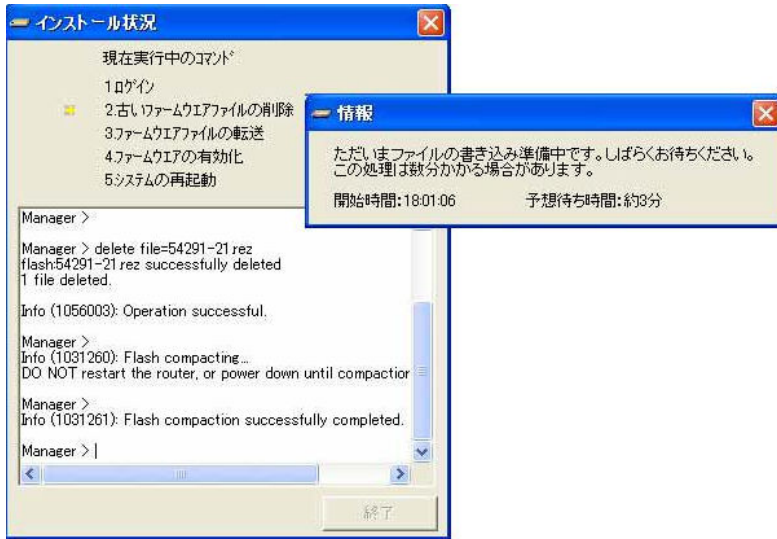 インストール状況
現在実行中のコマンド
1.ログイン
2.古いファームウエアファイルの削除
3.ファームウエアファイルの転送
4.ファームウエアの有効化
5.システムの再起動
情報
ただいまファイルの書き込み準備中です。しばらくお待ちください。
この処理は数分かかる場合があります。
開始時間:18:01:06 予想待ち時間:約3分
Manager >
Manager > delete file=54291-21.rez
flash:54291-21.rez successfully deleted
1 file deleted.
Info (1056003): Operation successful.
Manager >
Info (1031260): Flash compacting...
DO NOT restart the router, or power down until compaction
Manager >
Info (1031261): Flash compaction successfully completed.
Manager >
終了